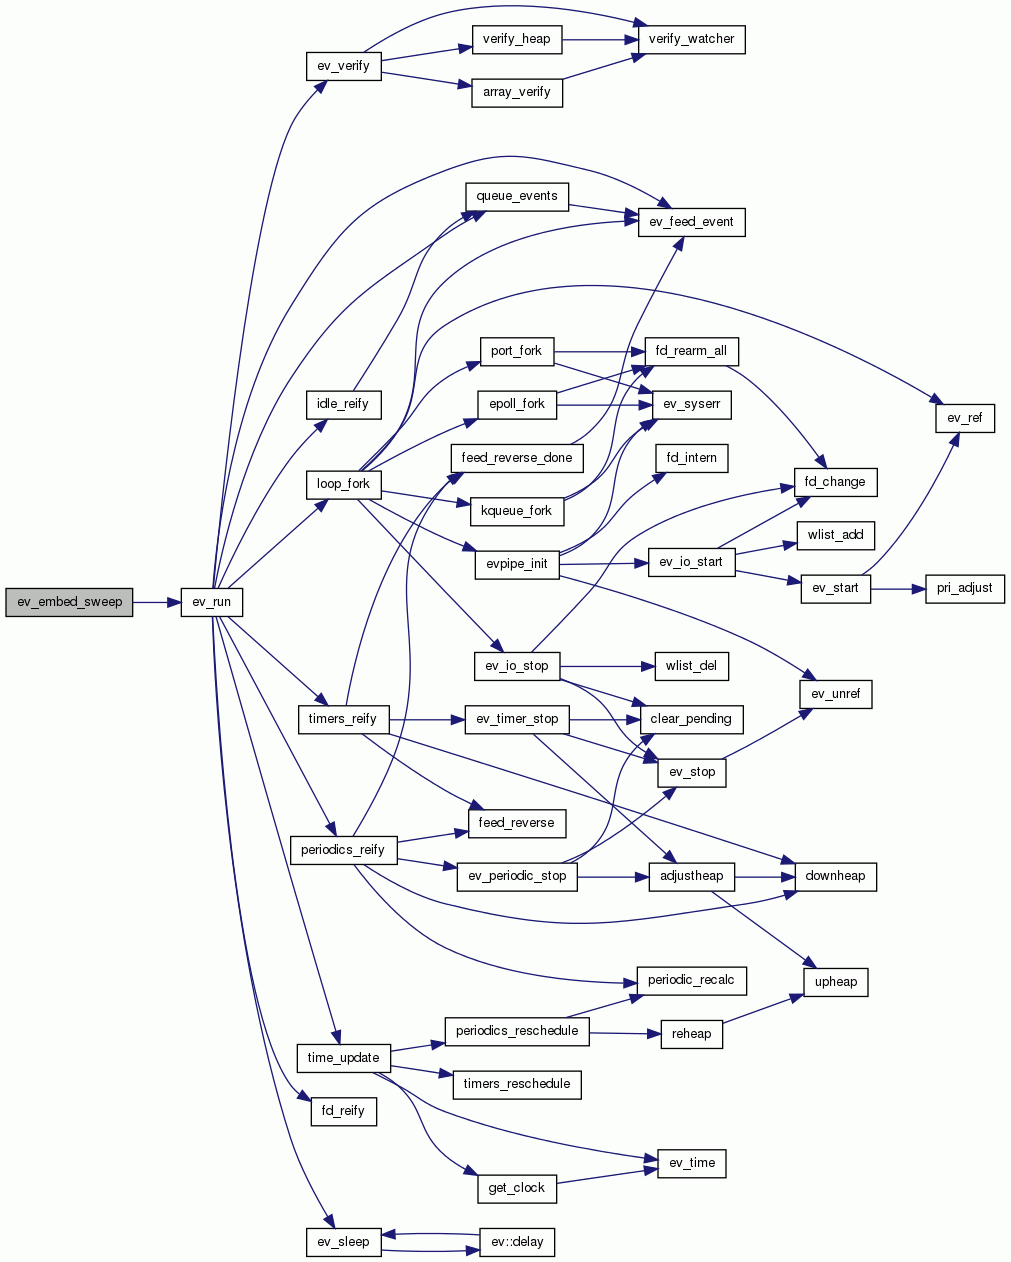 verify_heap
verify_watcher
ev_verify
array_verify
queue_events
ev_feed_event
port_fork
fd_rearm_all
idle_reify
epoll_fork
ev_syserr
ev_ref
feed_reverse_done
fd_intern
loop_fork
fd_change
kqueue_fork
wlist_add
evpipe_init
ev_io_start
ev_start
pri_adjust
ev_embed_sweep
ev_run
ev_io_stop
wlist_del
ev_unref
timers_reify
ev_timer_stop
clear_pending
ev_stop
feed_reverse
periodics_reify
ev_periodic_stop
adjustheap
downheap
periodic_recalc
upheap
periodics_reschedule
reheap
time_update
timers_reschedule
fd_reify
ev_time
get_clock
ev_sleep
ev::delay